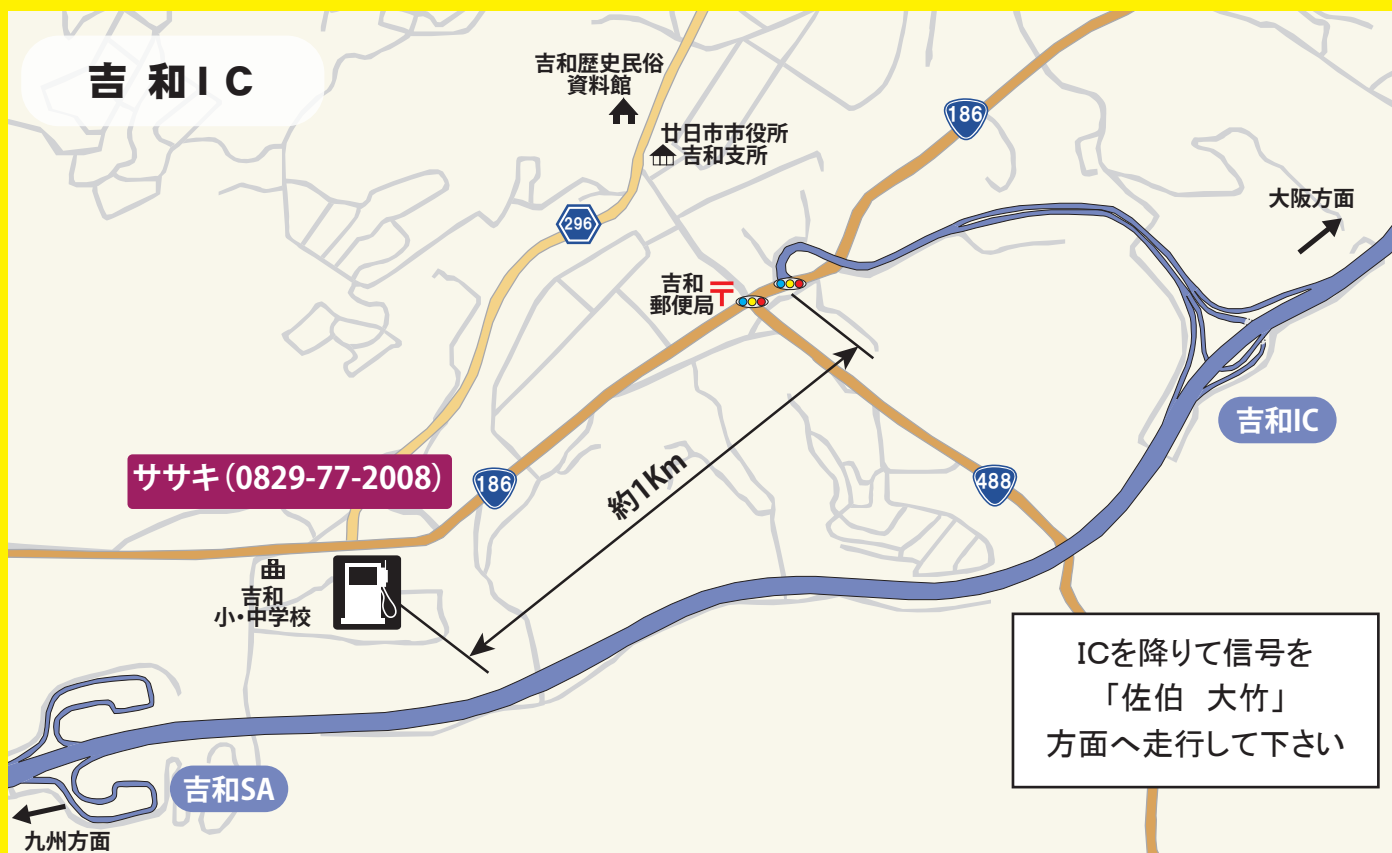 吉和IC
吉和歴史民俗
資料館
廿日市市役所
吉和支所
186
大阪方面
296
吉和
郵便局
〒
吉和IC
ササキ(0829-77-2008)
186
約1Km
488
吉和
小・中学校
ICを降りて信号を
「佐伯　大竹」
方面へ走行して下さい
吉和SA
九州方面